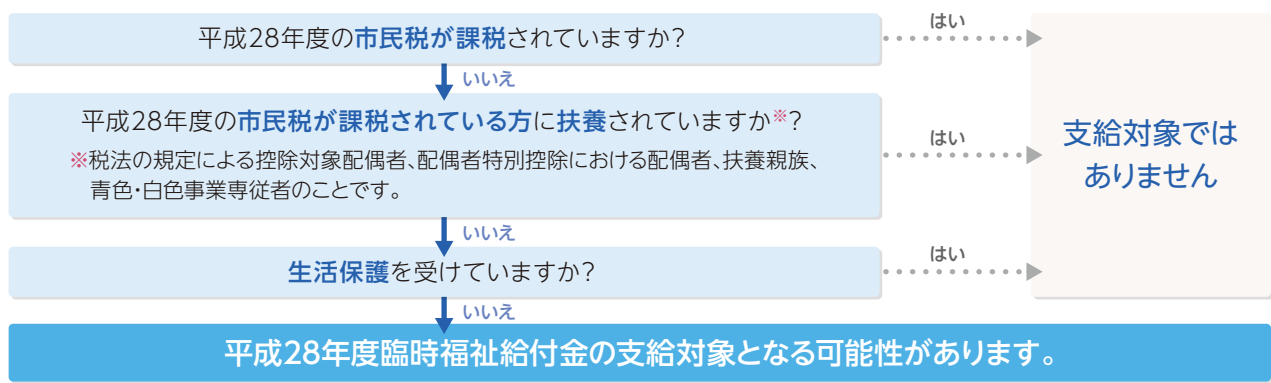 平成28年度の市民税が課税されていますか?
はい
いいえ
平成28年度の市民税が課税されている方に扶養されていますか※?
※税法の規定による控除対象配偶者、配偶者特別控除における配偶者、扶養親族、
青色・白色事業専従者のことです。
はい
いいえ
生活保護を受けていますか?
はい
いいえ
支給対象では
ありません
平成28年度臨時福祉給付金の支給対象となる可能性があります。